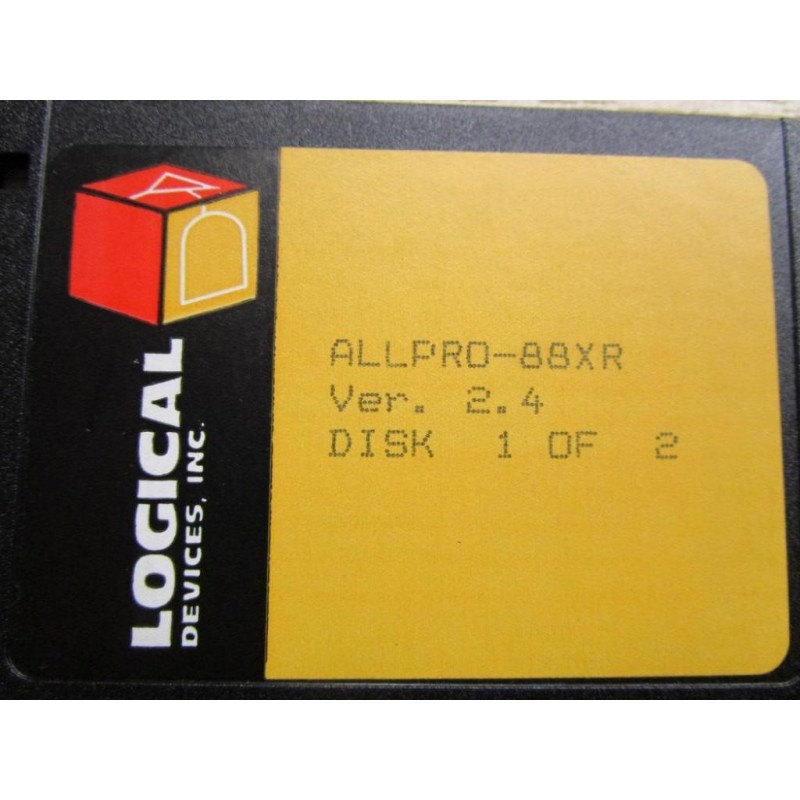 LOGICAL
DEVICES, INC.
ALLPRO-88XR
Ver. 2.4
DISK 1 OF 2